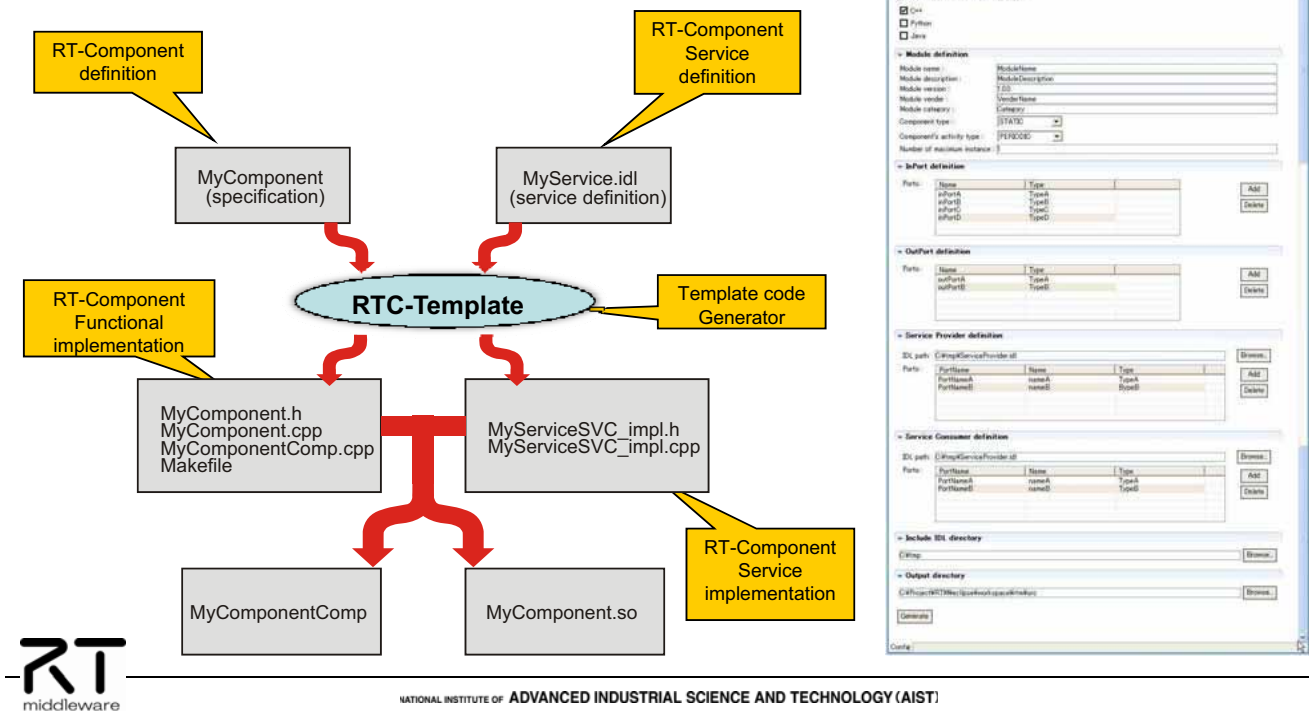 RT-Component
definition
RT-Component
Service
definition
MyComponent
(specification)
MyService.idl
(service definition)
RTC-Template
Template code
Generator
RT-Component
Functional
implementation
MyComponent.h
MyComponent.cpp
MyComponentComp.cpp
Makefile
MyServiceSVC_impl.h
MyServiceSVC_impl.cpp
RT-Component
Service
implementation
MyComponentComp
MyComponent.so
C++
Python
Java
Module definition
Module name : ModuleName
Module description : ModuleDescription
Module version : 1.0.0
Module vender : VenderName
Module category : Category
Component type : STATIC
Component's activity type : PERIODIC
Number of maximum instance : 1
InPort definition
Ports: Name Type
inPortA TypeA
inPortB TypeB
inPortC TypeC
inPortD TypeD
Add
Delete
OutPort definition
Ports: Name Type
outPortA TypeA
outPortB TypeB
Add
Delete
Service Provider definition
IDL path: Browse..
Ports: PortName Name Type
PortNameA nameA TypeA
PortNameB nameB
Add
Delete
Service Consumer definition
IDL path: Browse..
Ports: PortName Name Type
PortNameA nameA TypeA
PortNameB nameB TypeB
Add
Delete
Include IDL directory
Browse..
Output directory
Browse..
Generate
Config
RT
middleware
NATIONAL INSTITUTE OF ADVANCED INDUSTRIAL SCIENCE AND TECHNOLOGY (AIST)